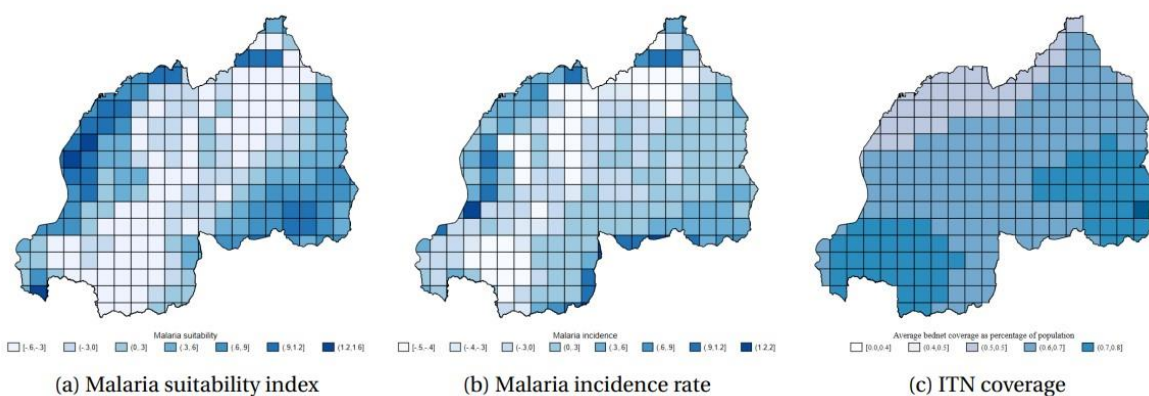 Malaria suitability
[-.6,-.3] (-.3,0] (0,.3] (.3,.6] (.6,.9] (.9,1.2] (1.2,1.6]
(a) Malaria suitability index
Malaria incidence
[-.5,-.4] (-.4,-.3] (-.3,0] (0,.3] (.3,.6] (.6,.9] (.9,1.2] (1.2,2]
(b) Malaria incidence rate
Average bednet coverage as percentage of population
[0.0,0.4] (0.4,0.5] (0.5,0.5] (0.6,0.7] (0.7,0.8]
(c) ITN coverage